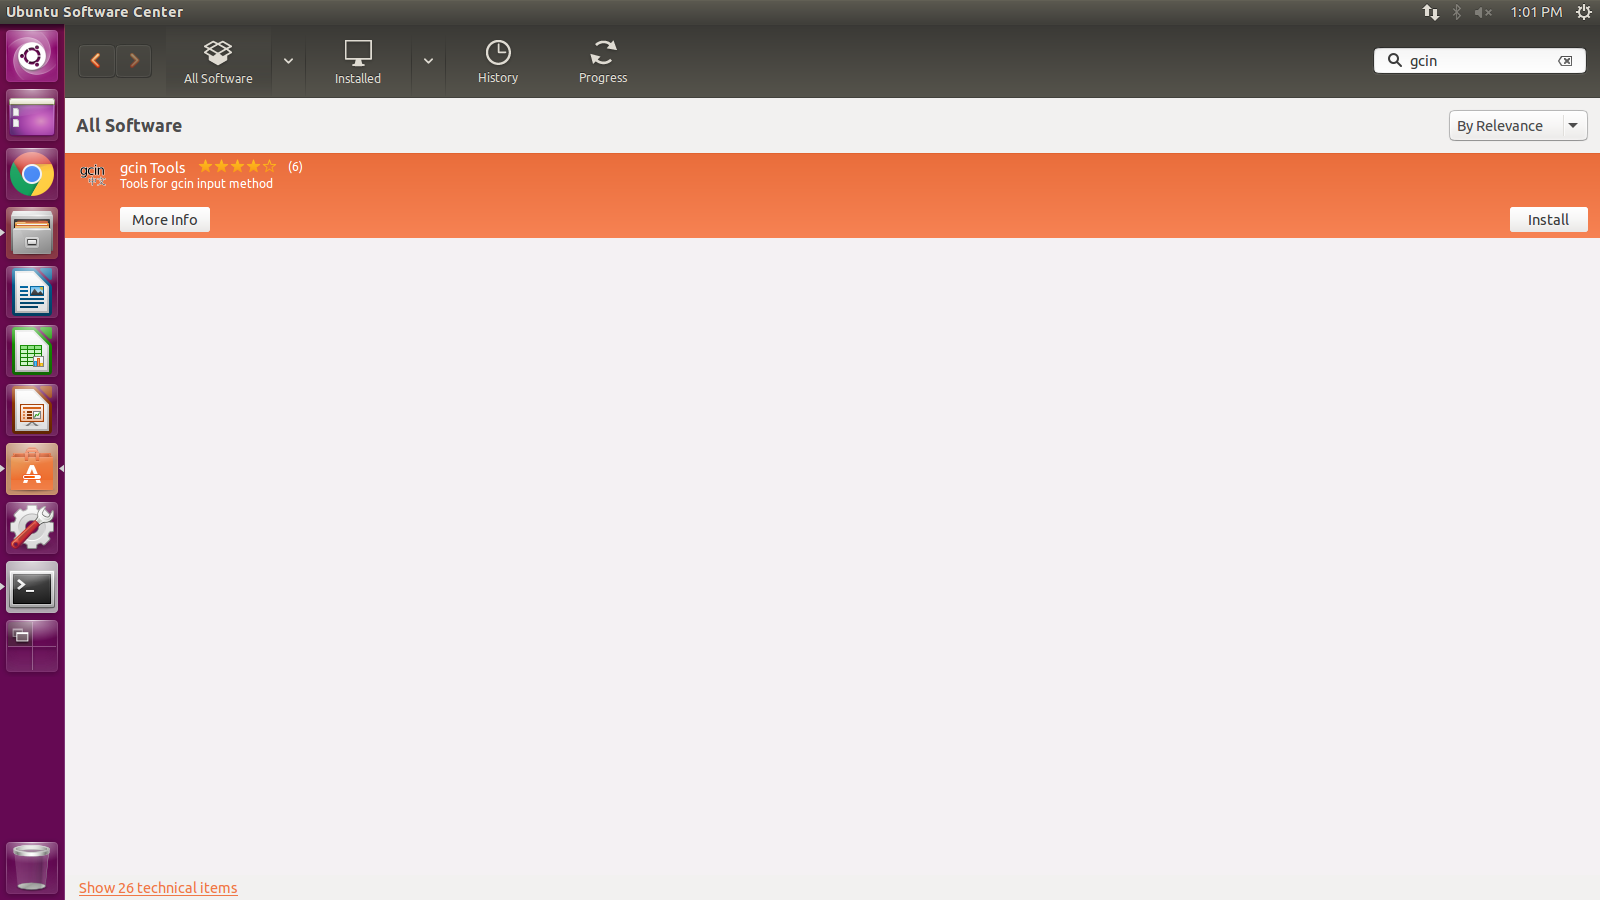 Ubuntu Software Center
1:01 PM
All Software
Installed
History
Progress
gcin
All Software
By Relevance
gcin
中文
gcin Tools
(6)
Tools for gcin input method
More Info
Install
Show 26 technical items